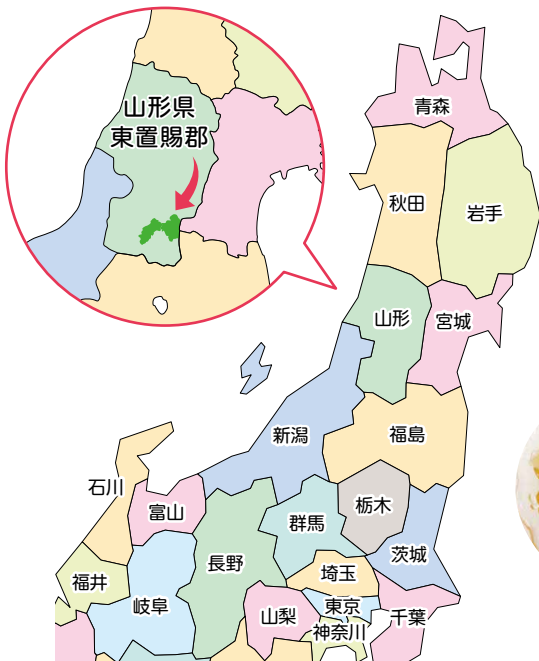 山形県
東置賜郡
青森
秋田
岩手
山形
宮城
新潟
福島
石川
富山
群馬
栃木
茨城
長野
福井
岐阜
埼玉
山梨
東京
千葉
神奈川